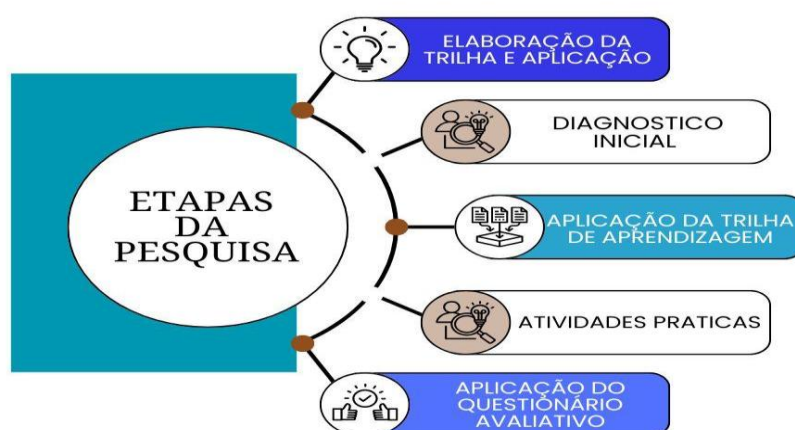 ETAPAS
DA
PESQUISA
ELABORAÇÃO DA
TRILHA E APLICAÇÃO
DIAGNOSTICO
INICIAL
APLICAÇÃO DA TRILHA
DE APRENDIZAGEM
ATIVIDADES PRATICAS
APLICAÇÃO DO
QUESTIONÁRIO
AVALIATIVO